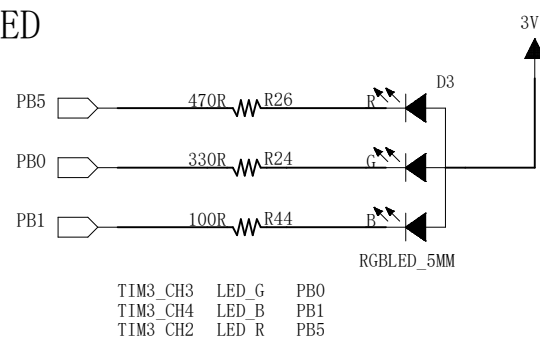 ED
3V
D3
PB5 470R R26 R
PB0 330R R24 G
PB1 100R R44 B
RGBLED_5MM
TIM3_CH3 LED_G PB0
TIM3_CH4 LED_B PB1
TIM3_CH2 LED_R PB5